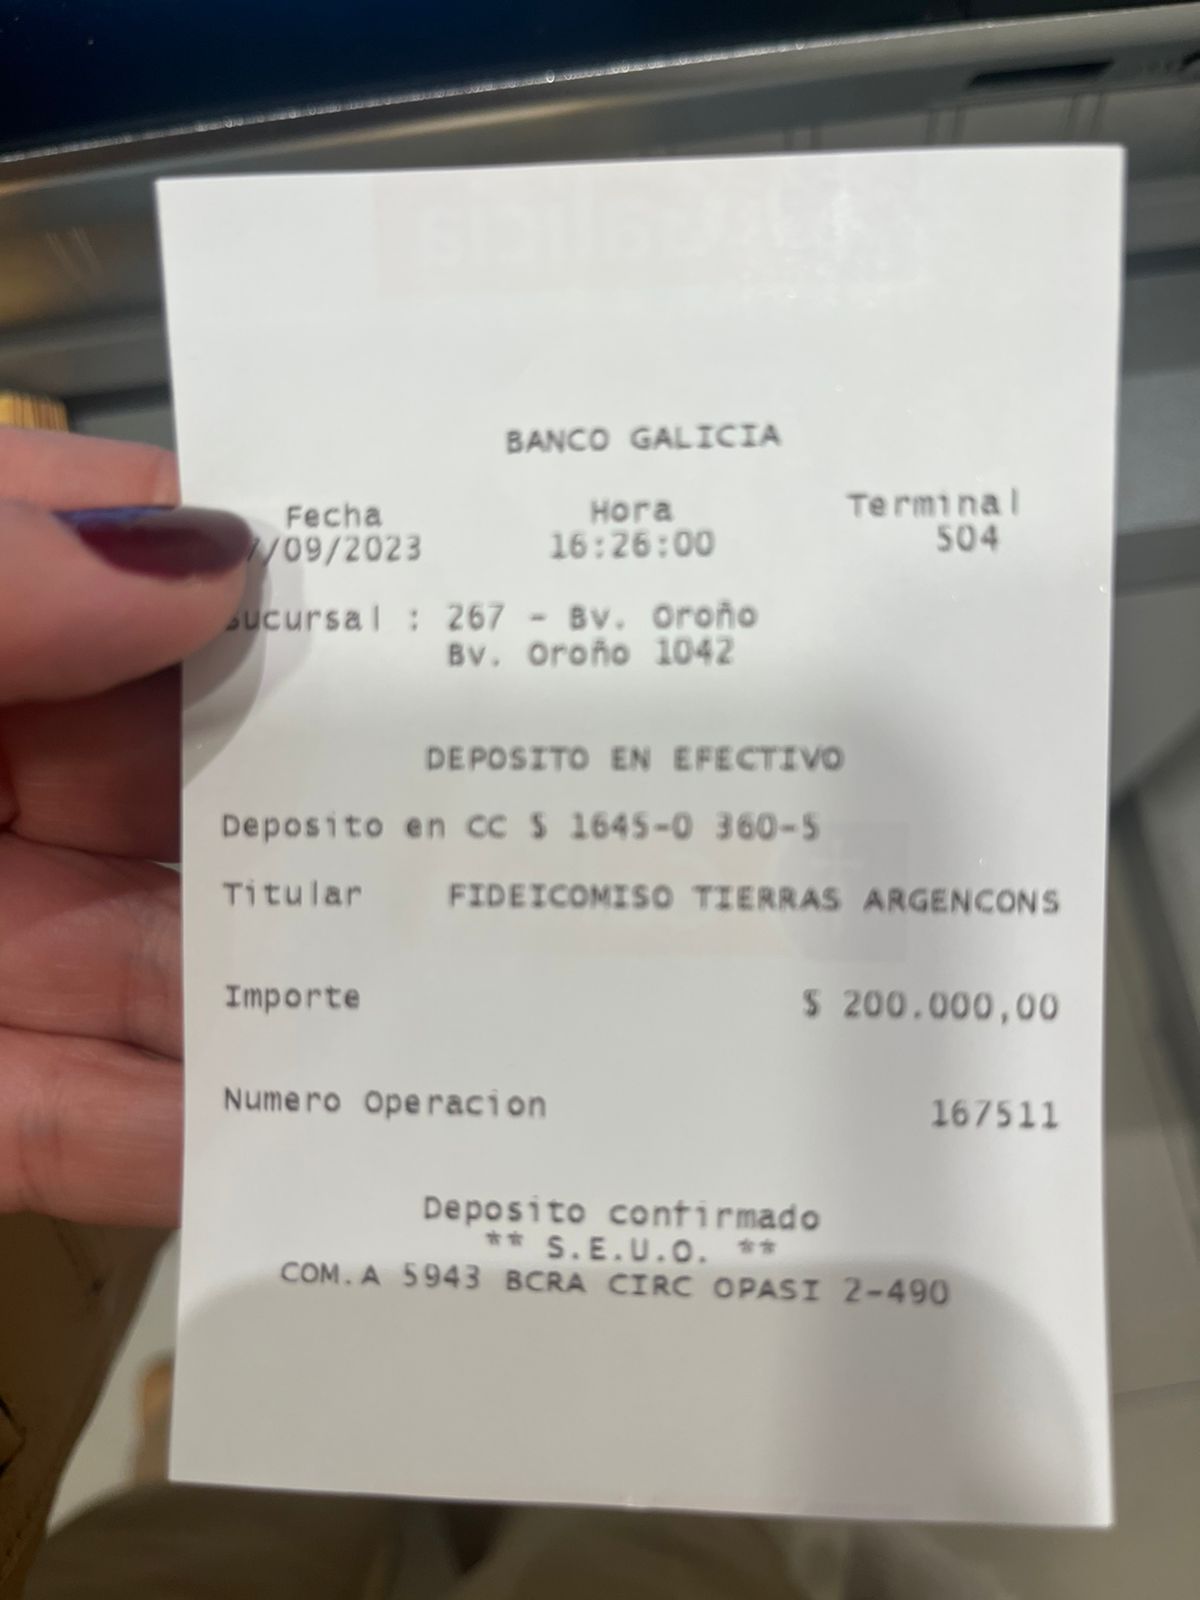 BANCO GALICIA
Fecha Hora Terminal
7/09/2023 16:26:00 504
Sucursal : 267 - Bv. Oroño
Bv. Oroño 1042
DEPOSITO EN EFECTIVO
Deposito en CC $ 1645-0 360-5
Titular FIDEICOMISO TIERRAS ARGENCONS
Importe $ 200.000,00
Numero Operacion 167511
Deposito confirmado
** S.E.U.O. **
COM.A 5943 BCRA CIRC OPASI 2-490